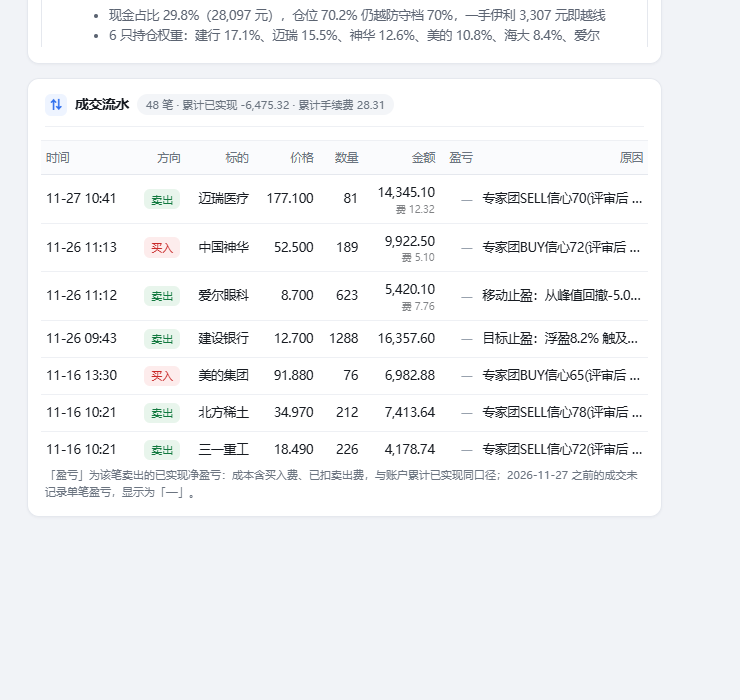 • 现金占比 29.8%（28,097 元），仓位 70.2% 仍越防守档 70%，一手伊利 3,307 元即越线
• 6 只持仓权重：建行 17.1%、迈瑞 15.5%、神华 12.6%、美的 10.8%、海大 8.4%、爱尔
成交流水 48 笔 · 累计已实现 -6,475.32 · 累计手续费 28.31
时间 方向 标的 价格 数量 金额 盈亏 原因
11-27 10:41 卖出 迈瑞医疗 177.100 81 14,345.10 — 专家团SELL信心70(评审后 ...
费 12.32
11-26 11:13 买入 中国神华 52.500 189 9,922.50 — 专家团BUY信心72(评审后 ...
费 5.10
11-26 11:12 卖出 爱尔眼科 8.700 623 5,420.10 — 移动止盈：从峰值回撤-5.0...
费 7.76
11-26 09:43 卖出 建设银行 12.700 1288 16,357.60 — 目标止盈：浮盈8.2% 触及...
11-16 13:30 买入 美的集团 91.880 76 6,982.88 — 专家团BUY信心65(评审后 ...
11-16 10:21 卖出 北方稀土 34.970 212 7,413.64 — 专家团SELL信心78(评审后 ...
11-16 10:21 卖出 三一重工 18.490 226 4,178.74 — 专家团SELL信心72(评审后 ...
「盈亏」为该笔卖出的已实现净盈亏：成本含买入费、已扣卖出费，与账户累计已实现同口径；2026-11-27 之前的成交未
记录单笔盈亏，显示为「—」。